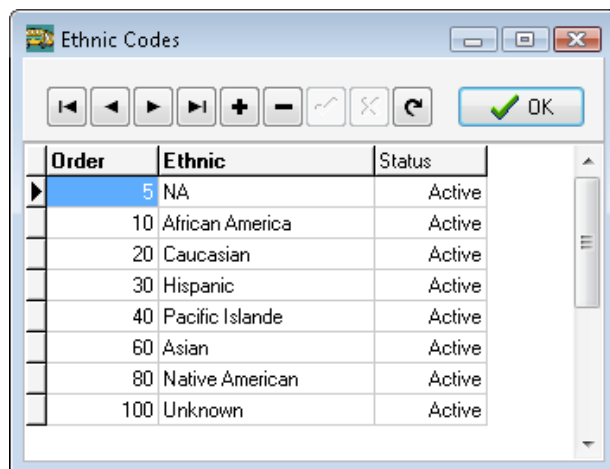 Ethnic Codes
OK
Order Ethnic Status
5 NA Active
10 African America Active
20 Caucasian Active
30 Hispanic Active
40 Pacific Islande Active
60 Asian Active
80 Native American Active
100 Unknown Active